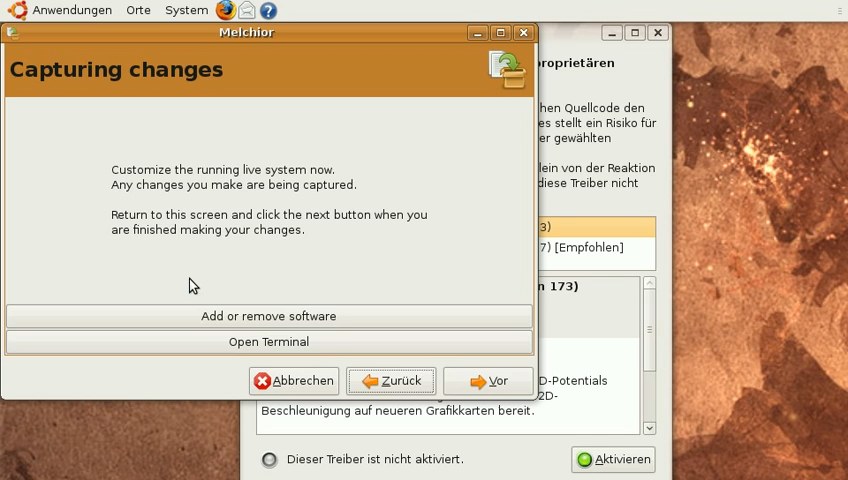 Anwendungen Orte System
Melchior
Capturing changes
Customize the running live system now.
Any changes you make are being captured.
Return to this screen and click the next button when you
are finished making your changes.
Add or remove software
Open Terminal
Abbrechen
Zurück
Vor
proprietären
hen Quellcode den
es stellt ein Risiko für
er gewählten
lein von der Reaktion
diese Treiber nicht
3)
7) [Empfohlen]
n 173)
D-Potentials
2D-
Beschleunigung auf neueren Grafikkarten bereit.
Dieser Treiber ist nicht aktiviert.
Aktivieren